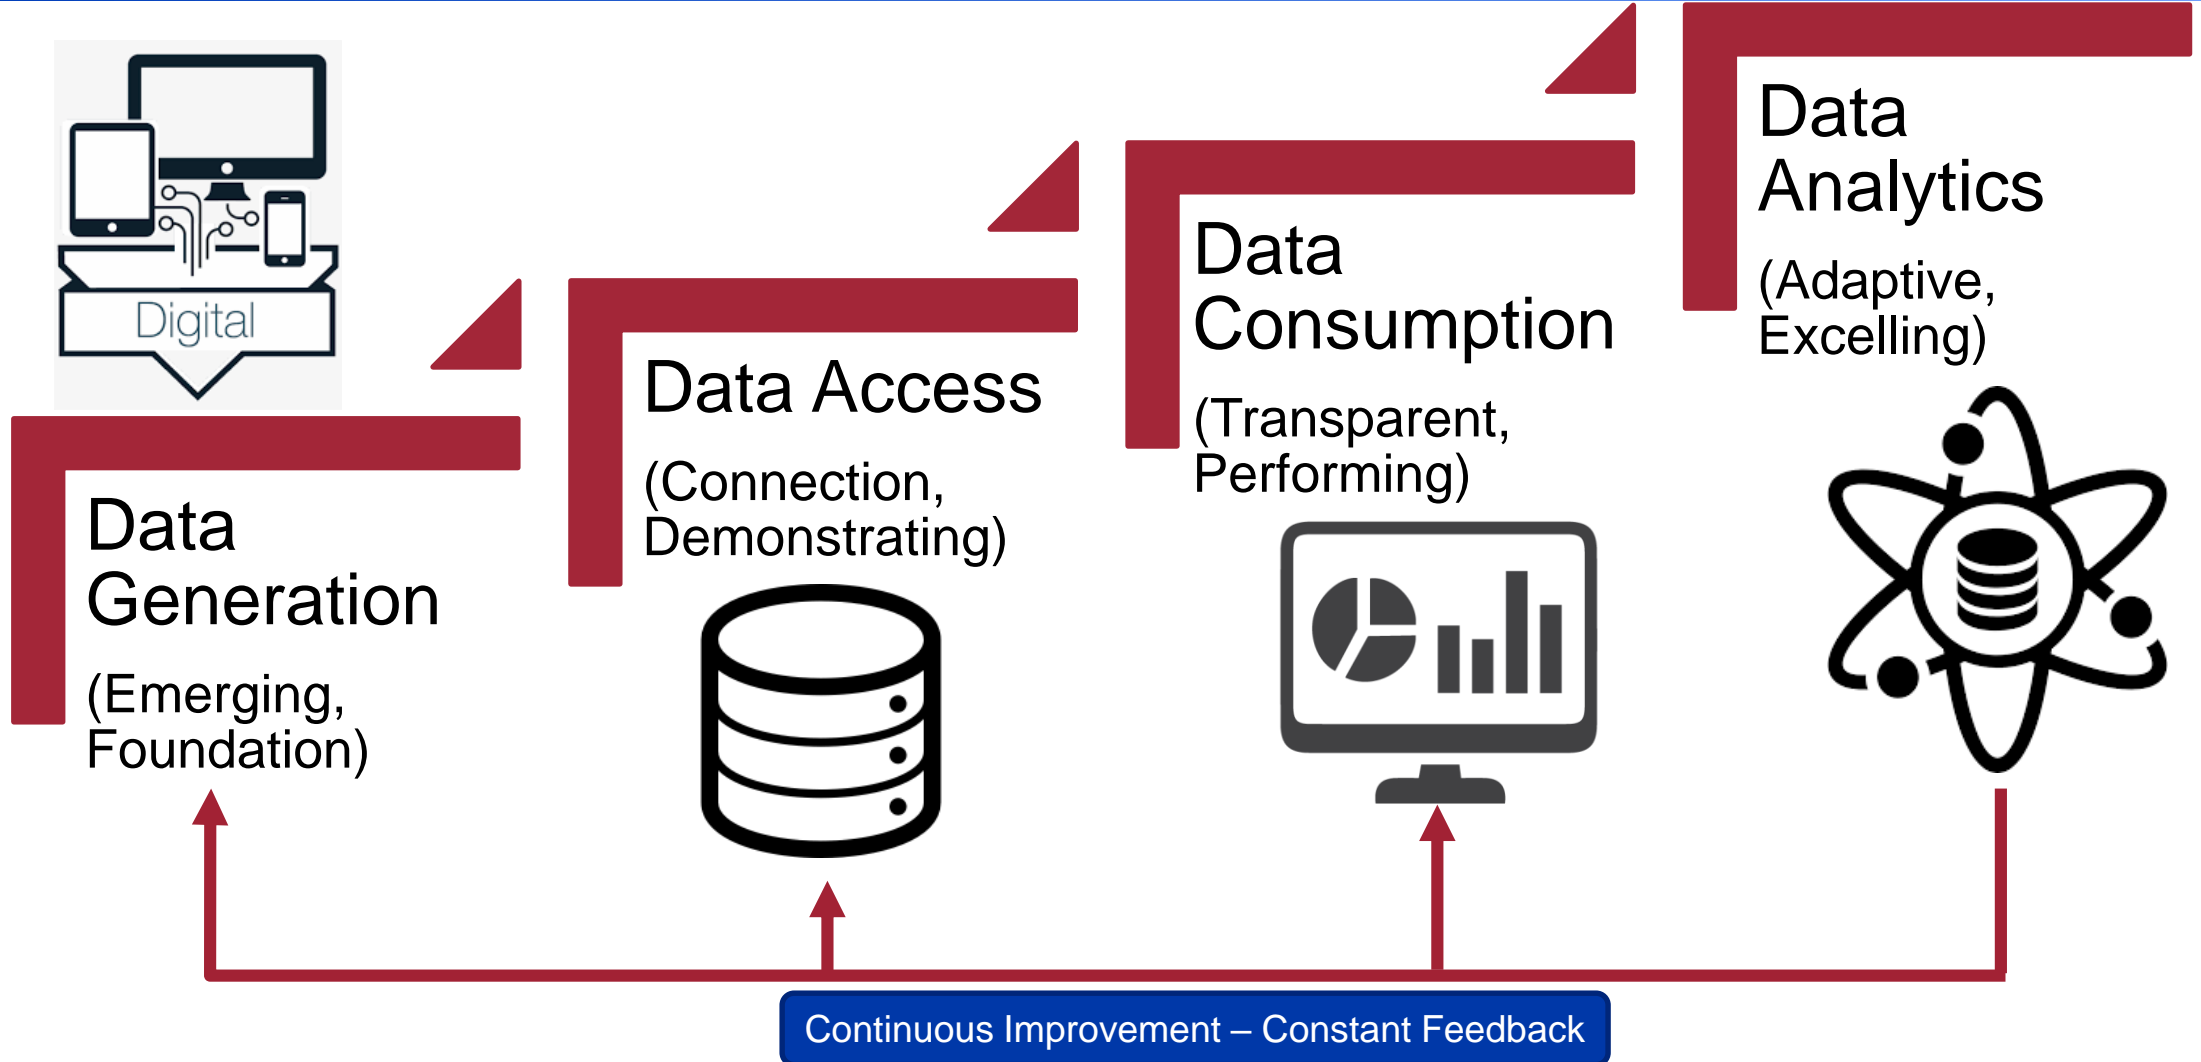 Digital
Data
Generation
(Emerging,
Foundation)
Data Access
(Connection,
Demonstrating)
Data
Consumption
(Transparent,
Performing)
Data
Analytics
(Adaptive,
Excelling)
Continuous Improvement – Constant Feedback